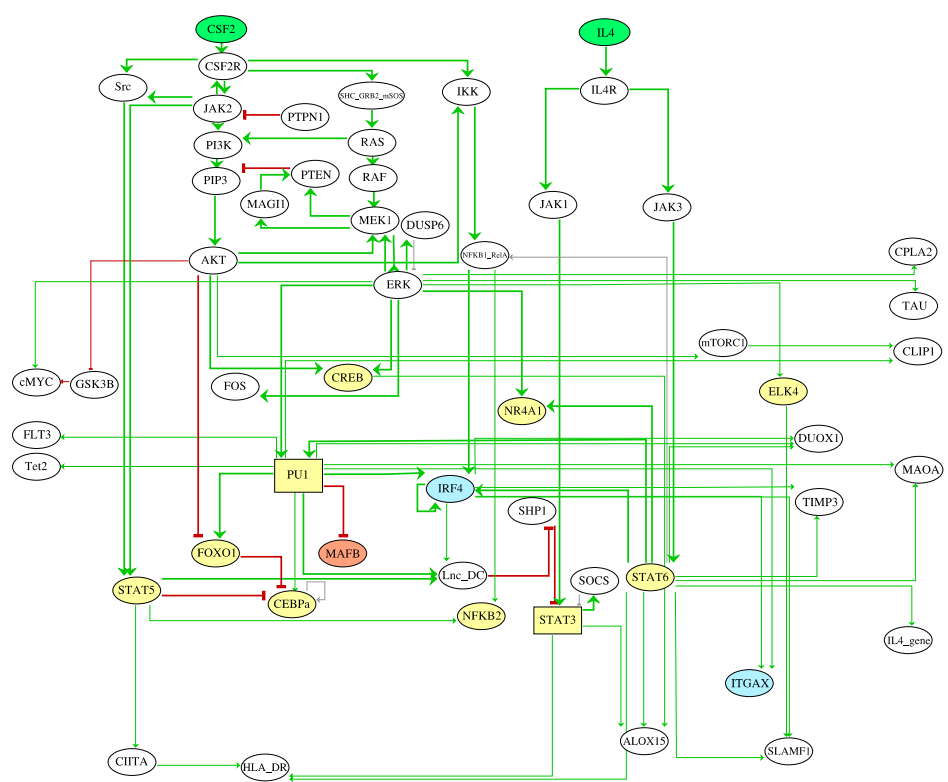 CSF2
IL4
CSF2R
Src
SHC_GRB2_mSOS
IKK
IL4R
JAK2
PTPN1
PI3K
RAS
PIP3
PTEN
RAF
MAGI1
JAK1
JAK3
MEK1
DUSP6
AKT
NFKB1_RelA
CPLA2
ERK
TAU
mTORC1
CLIP1
cMYC
GSK3B
FOS
CREB
ELK4
NR4A1
FLT3
DUOX1
Tet2
MAOA
PU1
IRF4
TIMP3
SHP1
FOXO1
MAFB
Lnc_DC
SOCS
STAT6
STAT5
CEBPa
NFKB2
STAT3
IL4_gene
ITGAX
ALOX15
SLAMF1
CIITA
HLA_DR